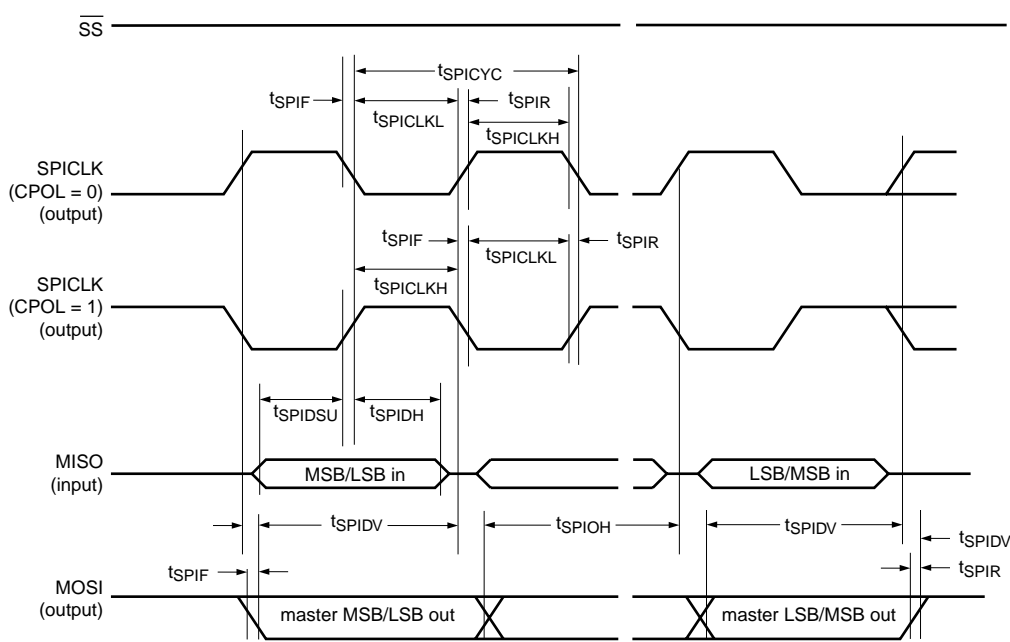 SS
tSPICYC
tSPIF
tSPIR
tSPICLKL
tSPICLKH
SPICLK
(CPOL = 0)
(output)
tSPIF
tSPICLKL
tSPIR
tSPICLKH
SPICLK
(CPOL = 1)
(output)
tSPIDSU
tSPIDH
MISO
(input)
MSB/LSB in
LSB/MSB in
tSPIDV
tSPIOH
tSPIDV
tSPIDV
tSPIF
tSPIR
MOSI
(output)
master MSB/LSB out
master LSB/MSB out